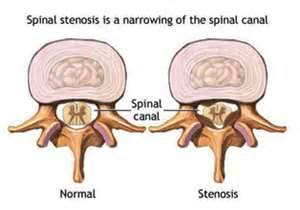 Spinal stenosis is a narrowing of the spinal canal
Spinal
canal
Normal
Stenosis